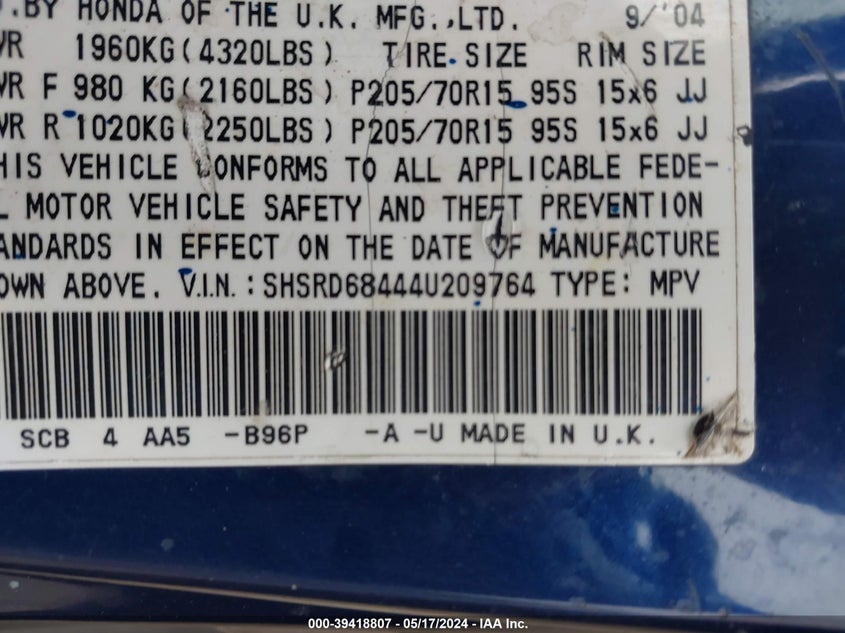 .BY HONDA OF THE U.K. MFG.,LTD. 9/'04
WR 1960KG(4320LBS) TIRE SIZE RIM SIZE
WR F 980 KG(2160LBS) P205/70R15 95S 15x6 JJ
WR R 1020KG(2250LBS) P205/70R15 95S 15x6 JJ
HIS VEHICLE CONFORMS TO ALL APPLICABLE FEDE-
L MOTOR VEHICLE SAFETY AND THEFT PREVENTION
ANDARDS IN EFFECT ON THE DATE OF MANUFACTURE
OWN ABOVE. V.I.N.:SHSRD68444U209764 TYPE: MPV
SCB 4 AA5 -B96P -A -U MADE IN U.K.
000-39418807 - 05/17/2024 - IAA Inc.